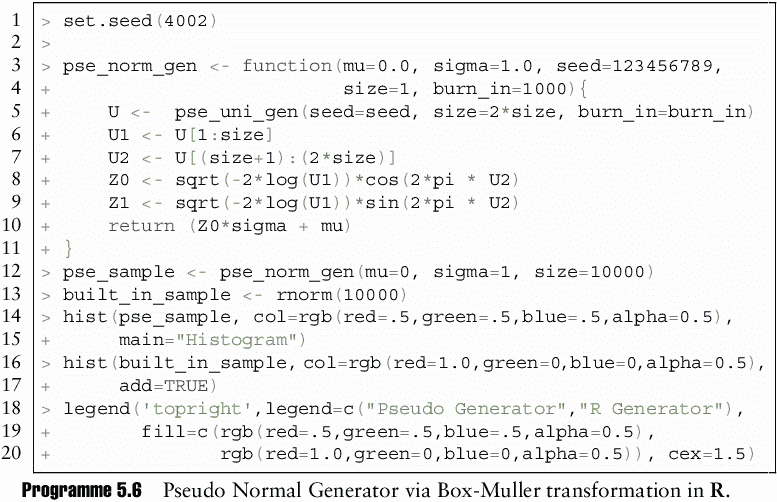 1 > set.seed(4002)
2 >
3 > pse_norm_gen <- function(mu=0.0, sigma=1.0, seed=123456789,
4 +                          size=1, burn_in=1000){
5 +     U <-  pse_uni_gen(seed=seed, size=2*size, burn_in=burn_in)
6 +     U1 <- U[1:size]
7 +     U2 <- U[(size+1):(2*size)]
8 +     Z0 <- sqrt(-2*log(U1))*cos(2*pi * U2)
9 +     Z1 <- sqrt(-2*log(U1))*sin(2*pi * U2)
10 +     return (Z0*sigma + mu)
11 + }
12 > pse_sample <- pse_norm_gen(mu=0, sigma=1, size=10000)
13 > built_in_sample <- rnorm(10000)
14 > hist(pse_sample, col=rgb(red=.5,green=.5,blue=.5,alpha=0.5),
15 +      main="Histogram")
16 > hist(built_in_sample,col=rgb(red=1.0,green=0,blue=0,alpha=0.5),
17 +      add=TRUE)
18 > legend('topright',legend=c("Pseudo Generator","R Generator"),
19 +        fill=c(rgb(red=.5,green=.5,blue=.5,alpha=0.5),
20 +               rgb(red=1.0,green=0,blue=0,alpha=0.5)), cex=1.5)
Programme 5.6 Pseudo Normal Generator via Box-Muller transformation in R.